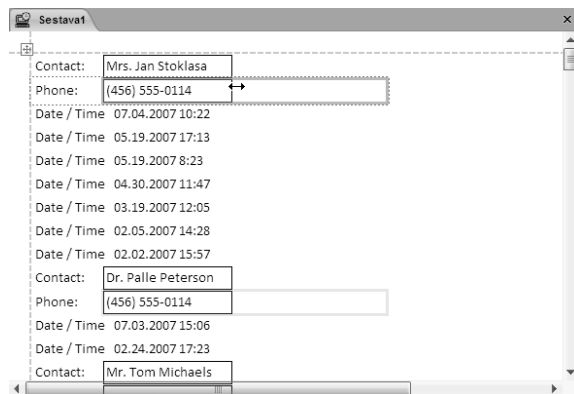 Sestava1
Contact: Mrs. Jan Stoklasa
Phone: (456) 555-0114
Date / Time 07.04.2007 10:22
Date / Time 05.19.2007 17:13
Date / Time 05.19.2007 8:23
Date / Time 04.30.2007 11:47
Date / Time 03.19.2007 12:05
Date / Time 02.05.2007 14:28
Date / Time 02.02.2007 15:57
Contact: Dr. Palle Peterson
Phone: (456) 555-0114
Date / Time 07.03.2007 15:06
Date / Time 02.24.2007 17:23
Contact: Mr. Tom Michaels